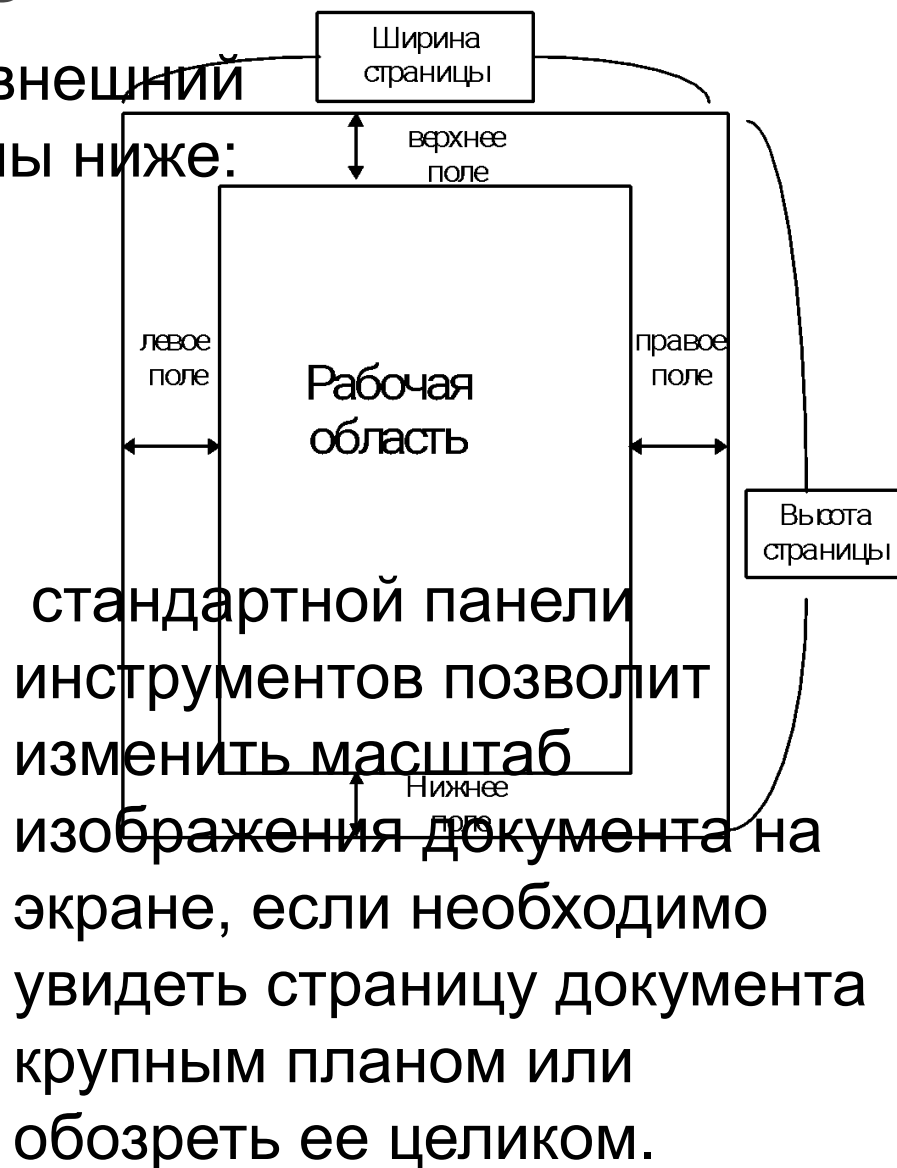 Ширина
страницы
внешний
ниже:
верхнее
поле
левое
поле
правое
поле
Рабочая
область
Высота
страницы
стандартной панели
инструментов позволит
изменить масштаб
Нижнее
поле
изображения документа на
экране, если необходимо
увидеть страницу документа
крупным планом или
обозреть ее целиком.